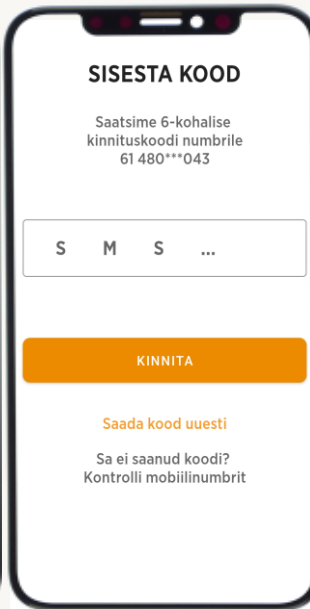 SISESTA KOOD
Saatsime 6-kohalise
kinnituskoodi numbrile
61 480***043
S M S ...
KINNITA
Saada kood uuesti
Sa ei saanud koodi?
Kontrolli mobiilinumbrit